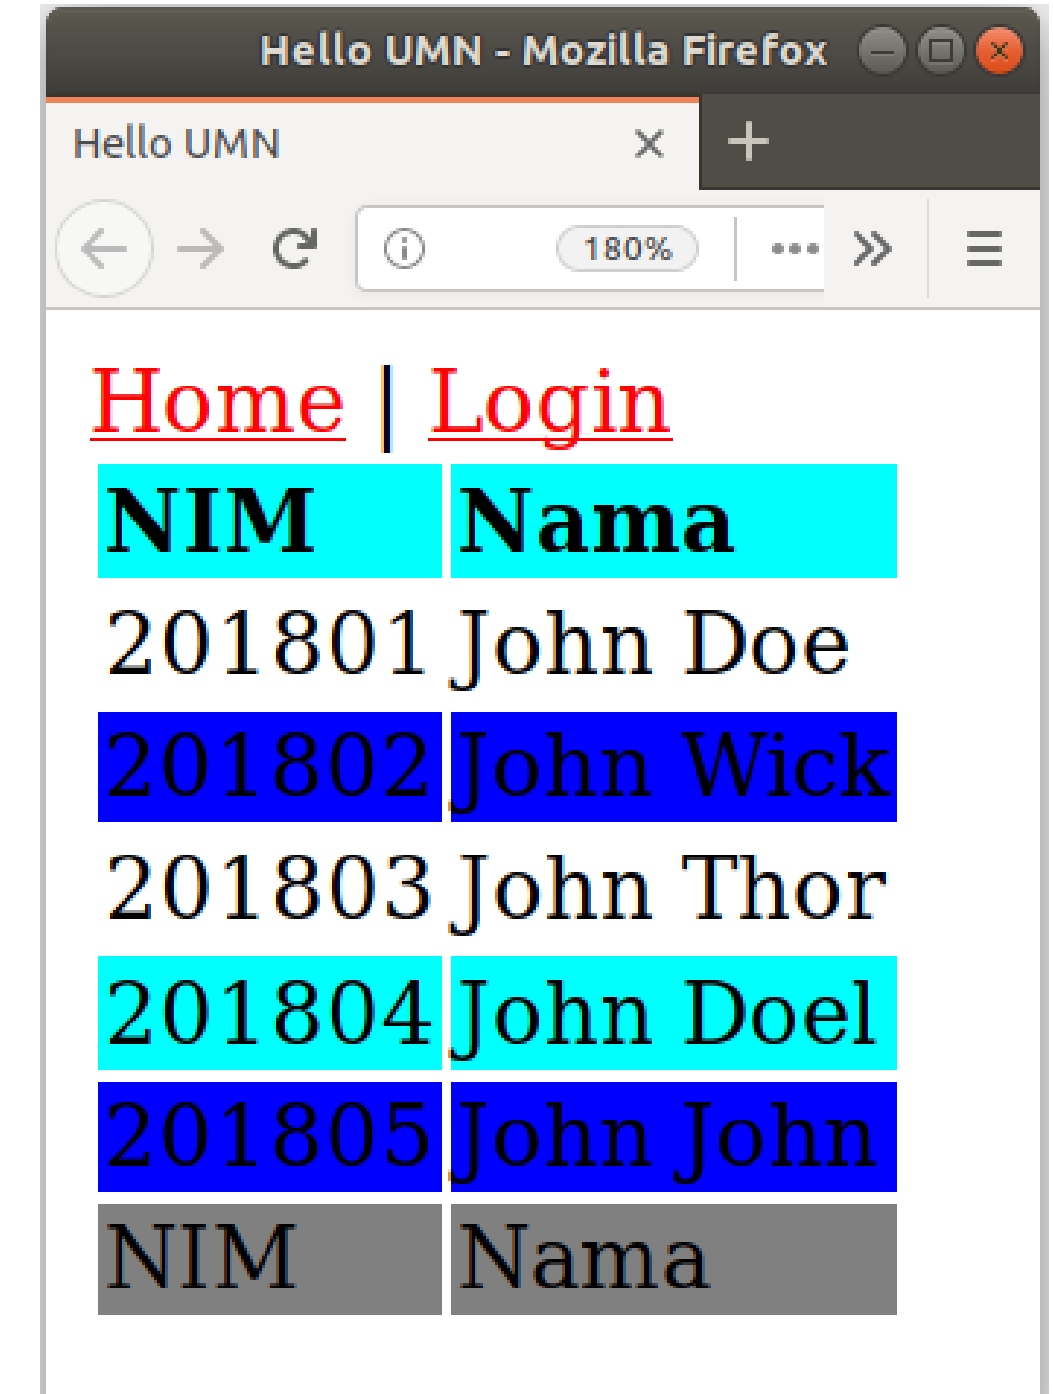 Hello UMN - Mozilla Firefox
Hello UMN
180%
Home | Login
NIM Nama
201801 John Doe
201802 John Wick
201803 John Thor
201804 John Doel
201805 John John
NIM Nama